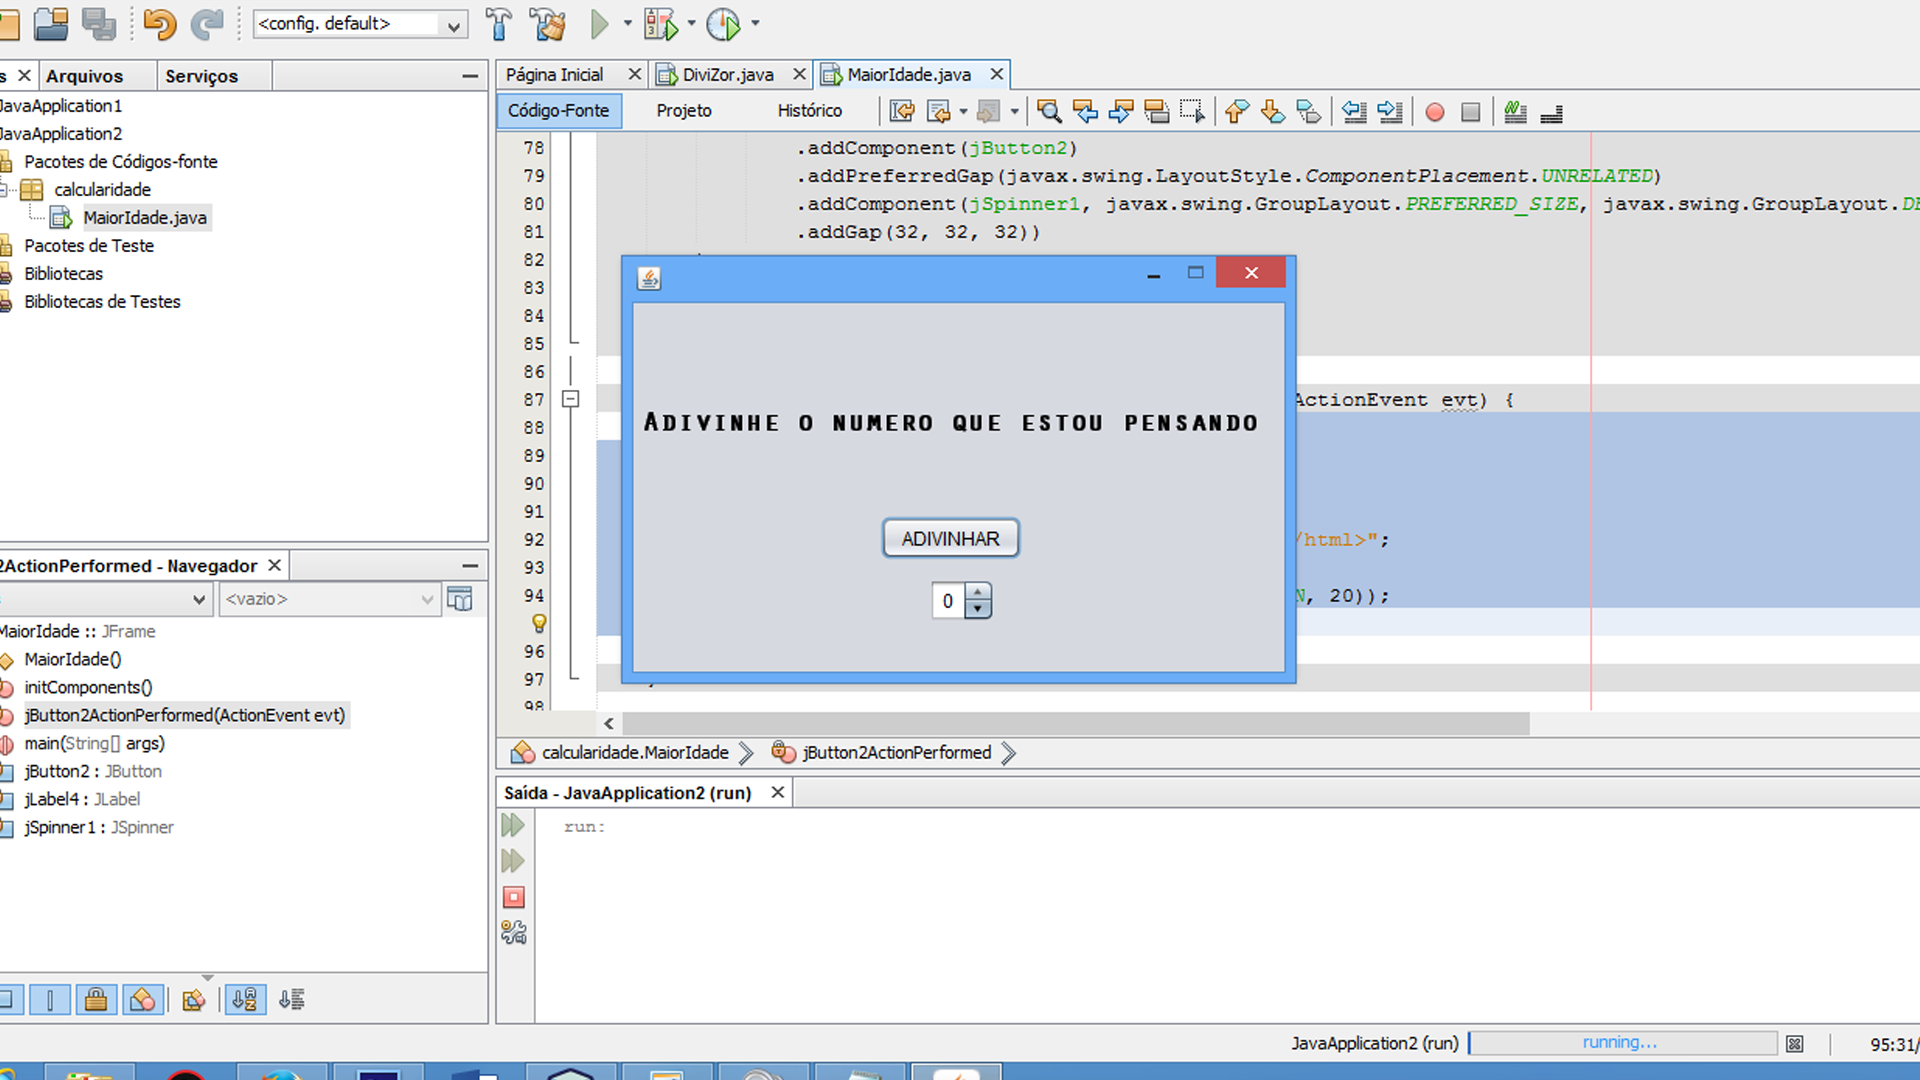 <config. default>
s
Arquivos
Serviços
JavaApplication1
JavaApplication2
Pacotes de Códigos-fonte
calcularidade
MaiorIdade.java
Pacotes de Teste
Bibliotecas
Bibliotecas de Testes
Página Inicial
DiviZor.java
MaiorIdade.java
Código-Fonte
Projeto
Histórico
78 .addComponent(jButton2)
79 .addPreferredGap(javax.swing.LayoutStyle.ComponentPlacement.UNRELATED)
80 .addComponent(jSpinner1, javax.swing.GroupLayout.PREFERRED_SIZE, javax.swing.GroupLayout.DE
81 .addGap(32, 32, 32))
82
83
84
85
86
87 ActionEvent evt) {
88
89
90
91
92 /html>";
93
94 N, 20));
96
97
98
Adivinhe o numero que estou pensando
ADIVINHAR
0
2ActionPerformed - Navegador
<vazio>
MaiorIdade :: JFrame
MaiorIdade()
initComponents()
jButton2ActionPerformed(ActionEvent evt)
main(String[] args)
jButton2 : JButton
jLabel4 : JLabel
jSpinner1 : JSpinner
calcularidade.MaiorIdade
jButton2ActionPerformed
Saída - JavaApplication2 (run)
run:
JavaApplication2 (run)
running...
95:31/